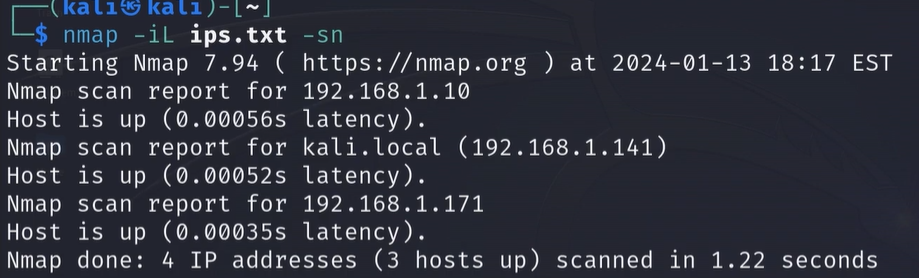 (kali㉿kali)-[~]
$ nmap -iL ips.txt -sn
Starting Nmap 7.94 ( https://nmap.org ) at 2024-01-13 18:17 EST
Nmap scan report for 192.168.1.10
Host is up (0.00056s latency).
Nmap scan report for kali.local (192.168.1.141)
Host is up (0.00052s latency).
Nmap scan report for 192.168.1.171
Host is up (0.00035s latency).
Nmap done: 4 IP addresses (3 hosts up) scanned in 1.22 seconds